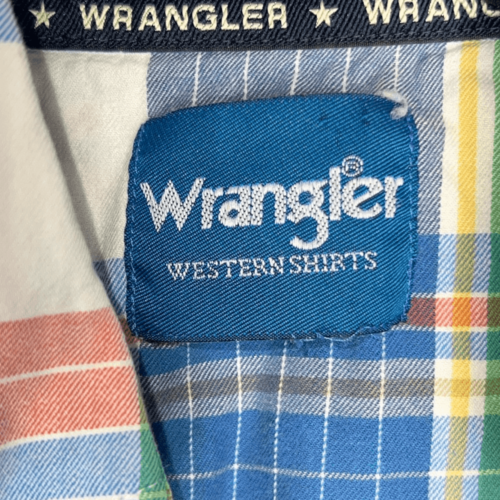 ★ WRANGLER ★ WRANG
Wrangler®
WESTERN SHIRTS